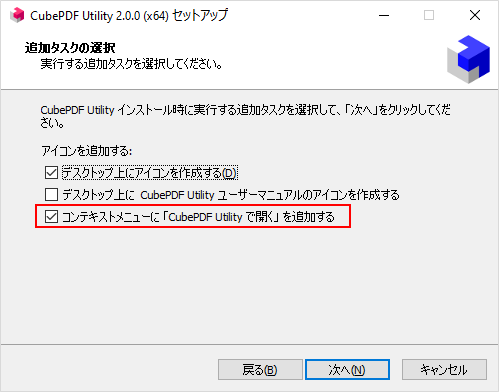 CubePDF Utility 2.0.0 (x64) セットアップ
追加タスクの選択
実行する追加タスクを選択してください。
CubePDF Utility インストール時に実行する追加タスクを選択して、「次へ」をクリックしてくだ
さい。
アイコンを追加する:
デスクトップ上にアイコンを作成する(D)
デスクトップ上に CubePDF Utility ユーザーマニュアルのアイコンを作成する
コンテキストメニューに「CubePDF Utility で開く」を追加する
戻る(B) 次へ(N) キャンセル